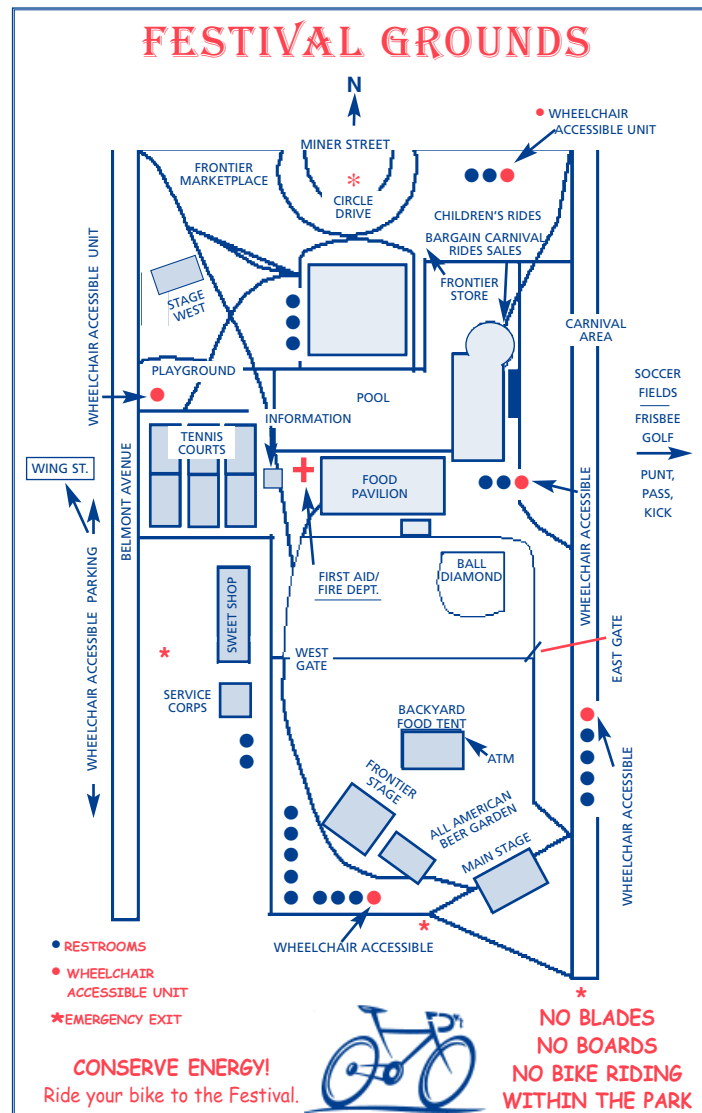 FESTIVAL GROUNDS
N
WHEELCHAIR
ACCESSIBLE UNIT
MINER STREET
FRONTIER
MARKETPLACE
CIRCLE
DRIVE
CHILDREN'S RIDES
BARGAIN CARNIVAL
RIDES SALES
FRONTIER
STORE
STAGE
WEST
WHEELCHAIR ACCESSIBLE UNIT
CARNIVAL
AREA
PLAYGROUND
POOL
INFORMATION
SOCCER
FIELDS
FRISBEE
GOLF
PUNT,
PASS,
KICK
TENNIS
COURTS
WING ST.
BELMONT AVENUE
FOOD
PAVILION
WHEELCHAIR ACCESSIBLE
FIRST AID/
FIRE DEPT.
BALL
DIAMOND
SWEET SHOP
WHEELCHAIR ACCESSIBLE PARKING
WEST
GATE
EAST GATE
SERVICE
CORPS
BACKYARD
FOOD TENT
ATM
FRONTIER
STAGE
ALL AMERICAN
BEER GARDEN
MAIN STAGE
WHEELCHAIR ACCESSIBLE
WHEELCHAIR ACCESSIBLE
RESTROOMS
WHEELCHAIR
ACCESSIBLE UNIT
*EMERGENCY EXIT
CONSERVE ENERGY!
Ride your bike to the Festival.
NO BLADES
NO BOARDS
NO BIKE RIDING
WITHIN THE PARK